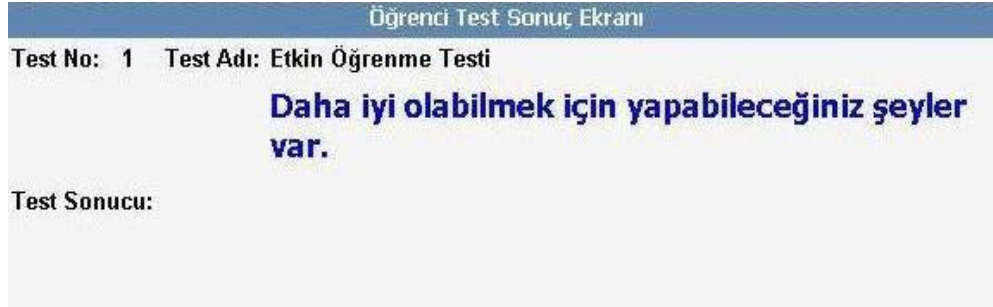 Öğrenci Test Sonuç Ekranı
Test No: 1 Test Adı: Etkin Öğrenme Testi
Daha iyi olabilmek için yapabileceğiniz şeyler
var.
Test Sonucu: